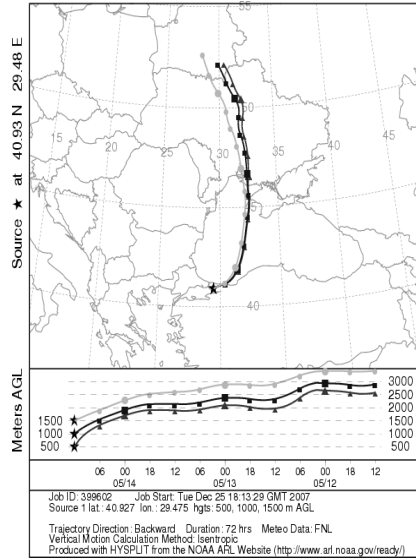 Source ★ at 40.93 N 29.48 E
55
50
15
20
25
30
35
40
45
40
Meters AGL
1500
1000
500
3000
2500
2000
1500
1000
500
06 00 18 12 06 00 18 12 06 00 18 12
05/14 05/13 05/12
Job ID: 399602 Job Start: Tue Dec 25 18:13:29 GMT 2007
Source 1 lat.: 40.927 lon.: 29.475 hgts: 500, 1000, 1500 m AGL
Trajectory Direction: Backward Duration: 72 hrs Meteo Data: FNL
Vertical Motion Calculation Method: Isentropic
Produced with HYSPLIT from the NOAA ARL Website (http://www.arl.noaa.gov/ready/)